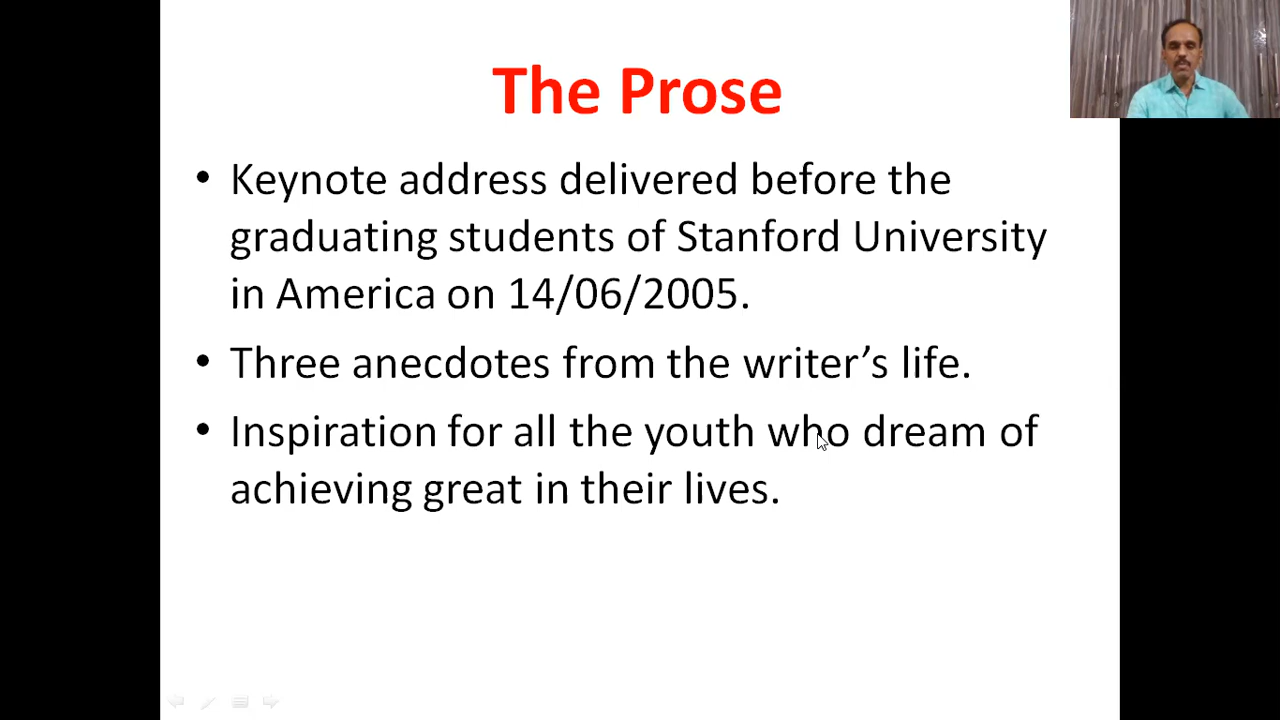 The Prose
• Keynote address delivered before the
graduating students of Stanford University
in America on 14/06/2005.
• Three anecdotes from the writer’s life.
• Inspiration for all the youth who dream of
achieving great in their lives.